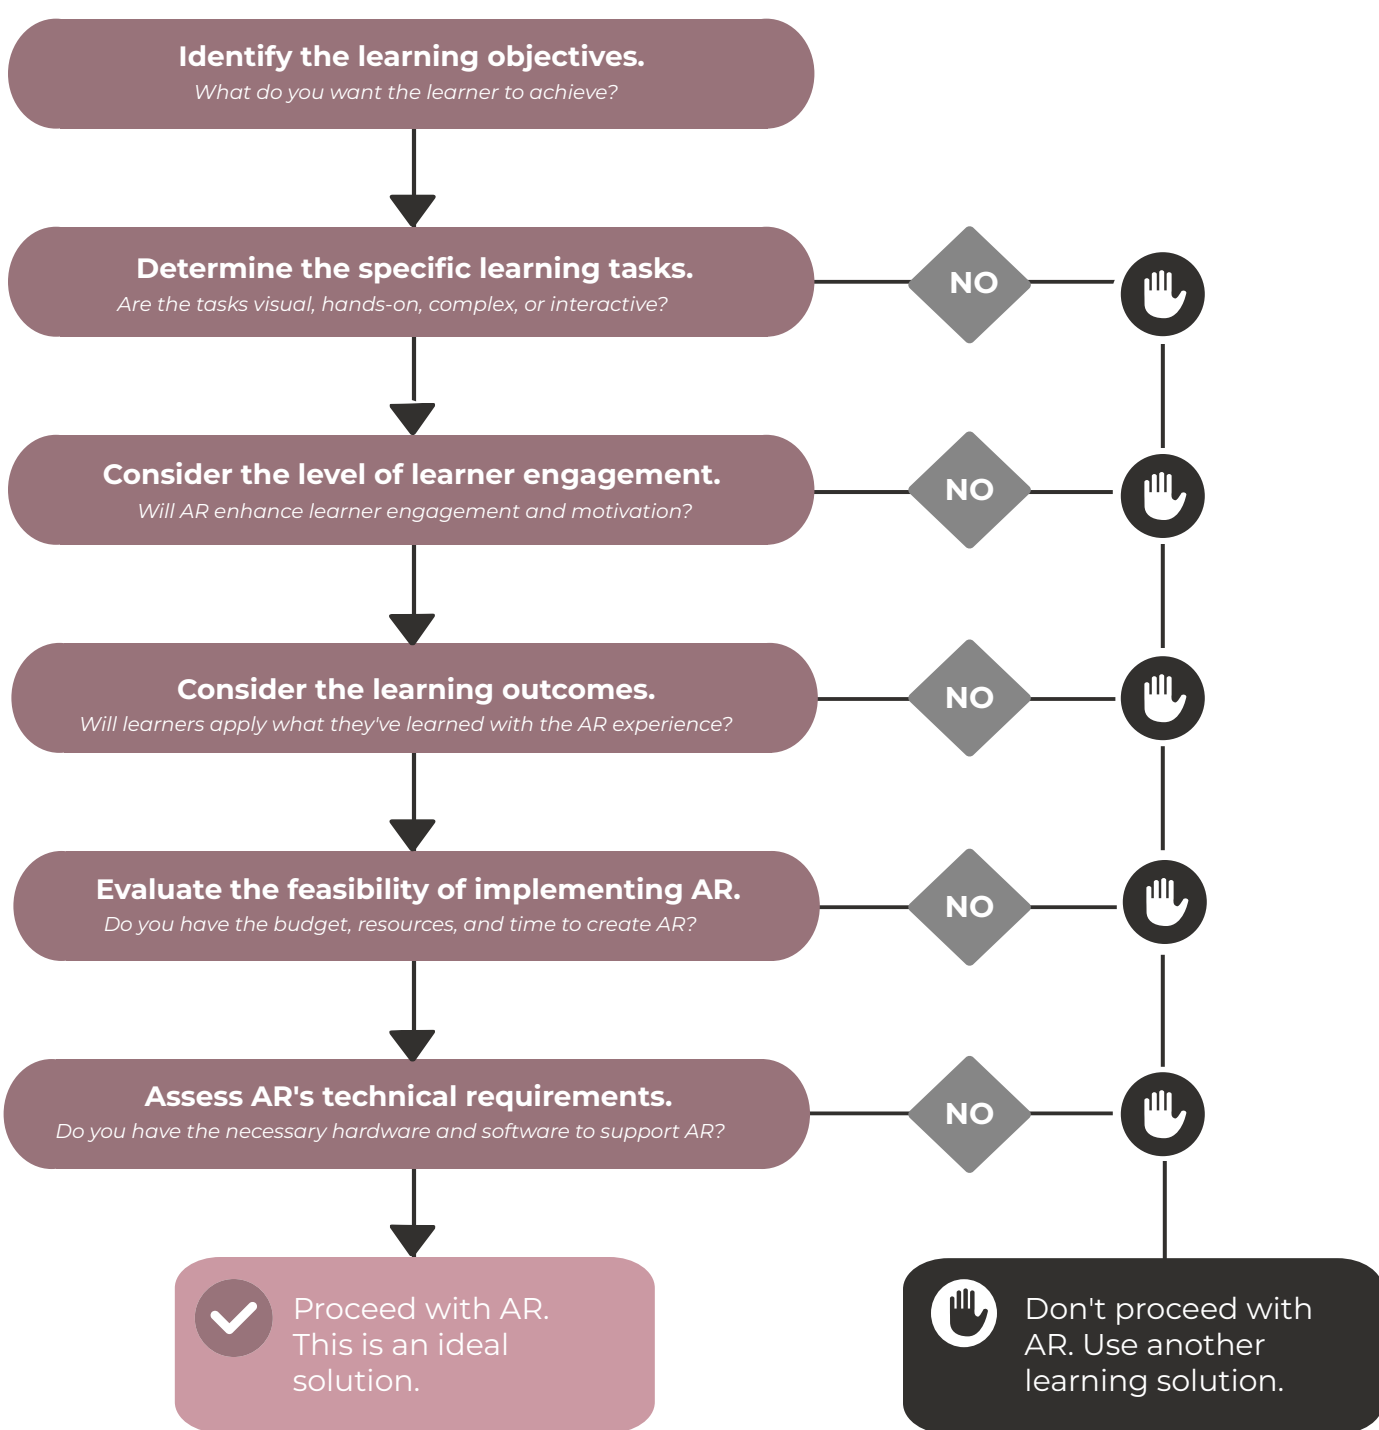 Identify the learning objectives.
What do you want the learner to achieve?
Determine the specific learning tasks.
Are the tasks visual, hands-on, complex, or interactive?
NO
Consider the level of learner engagement.
Will AR enhance learner engagement and motivation?
NO
Consider the learning outcomes.
Will learners apply what they've learned with the AR experience?
NO
Evaluate the feasibility of implementing AR.
Do you have the budget, resources, and time to create AR?
NO
Assess AR's technical requirements.
Do you have the necessary hardware and software to support AR?
NO
Proceed with AR.
This is an ideal
solution.
Don't proceed with
AR. Use another
learning solution.